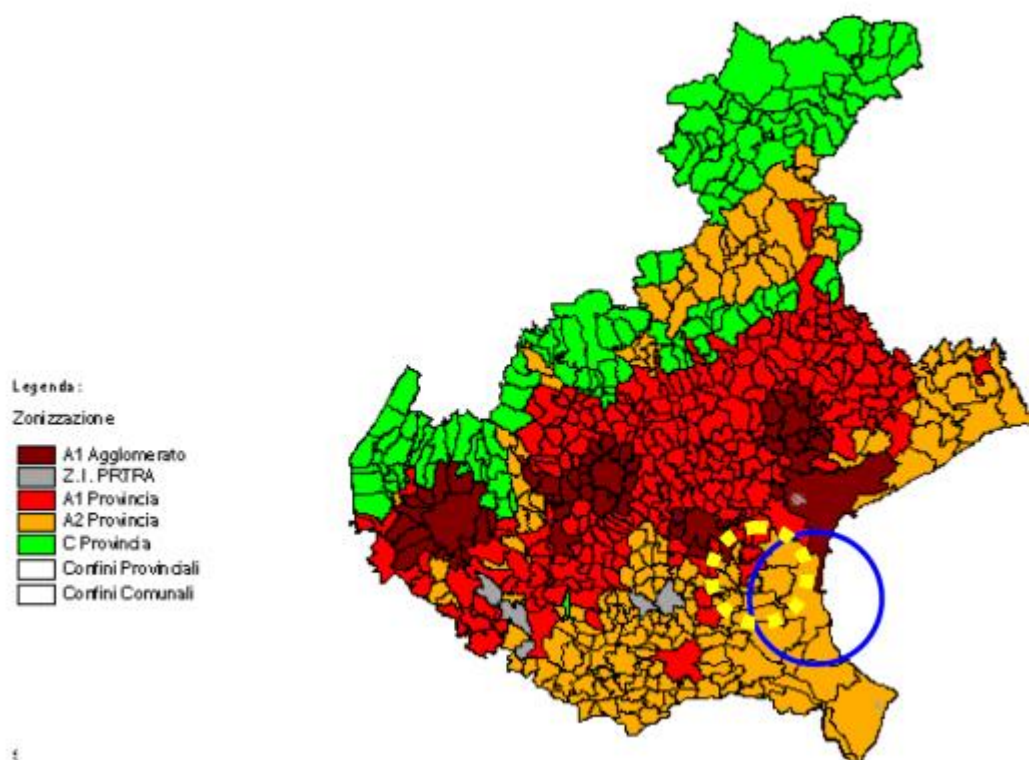 Legenda:
Zonizzazione
A1 Agglomerato
Z.I. PRTRA
A1 Provincia
A2 Provincia
C Provincia
Confini Provinciali
Confini Comunali